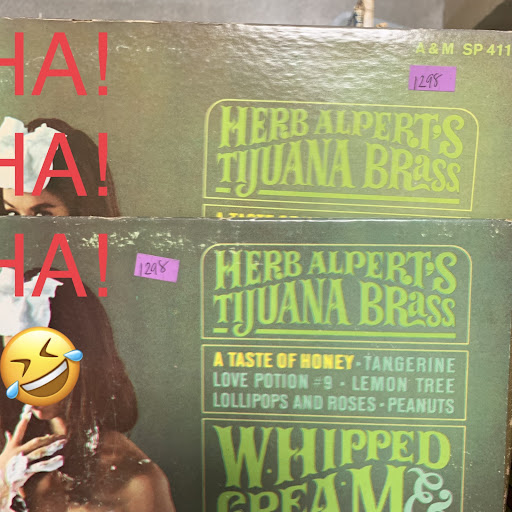 HA!
A & M SP 411
1298
HERB ALPERT'S
TIJUANA BRASS
HA!
HA!
1298
HERB ALPERT'S
TIJUANA BRASS
A TASTE OF HONEY • TANGERINE
LOVE POTION #9 • LEMON TREE
LOLLIPOPS AND ROSES • PEANUTS
WHIPPED
CREAM &